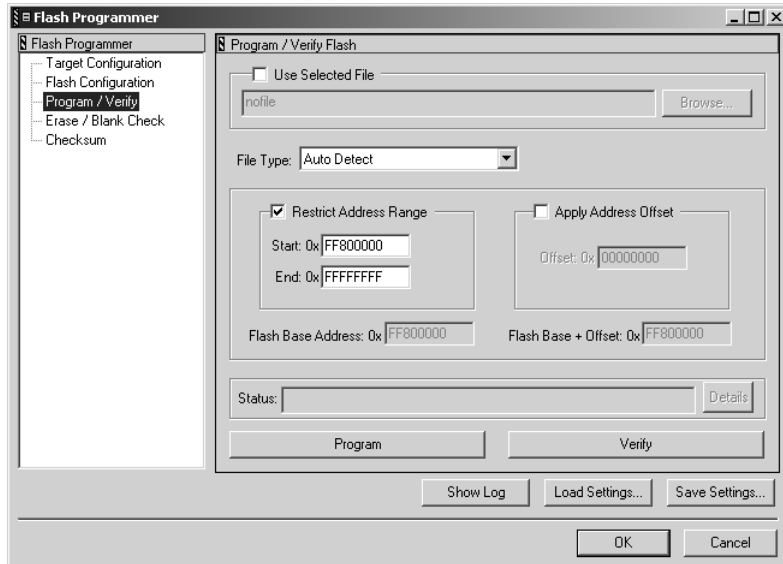 Flash Programmer
Flash Programmer
Target Configuration
Flash Configuration
Program / Verify
Erase / Blank Check
Checksum
Program / Verify Flash
Use Selected File
nofile
Browse...
File Type: Auto Detect
Restrict Address Range
Start: 0x FF800000
End: 0x FFFFFFFF
Apply Address Offset
Offset: 0x 00000000
Flash Base Address: 0x FF800000
Flash Base + Offset: 0x FF800000
Status:
Details
Program
Verify
Show Log
Load Settings...
Save Settings...
OK
Cancel